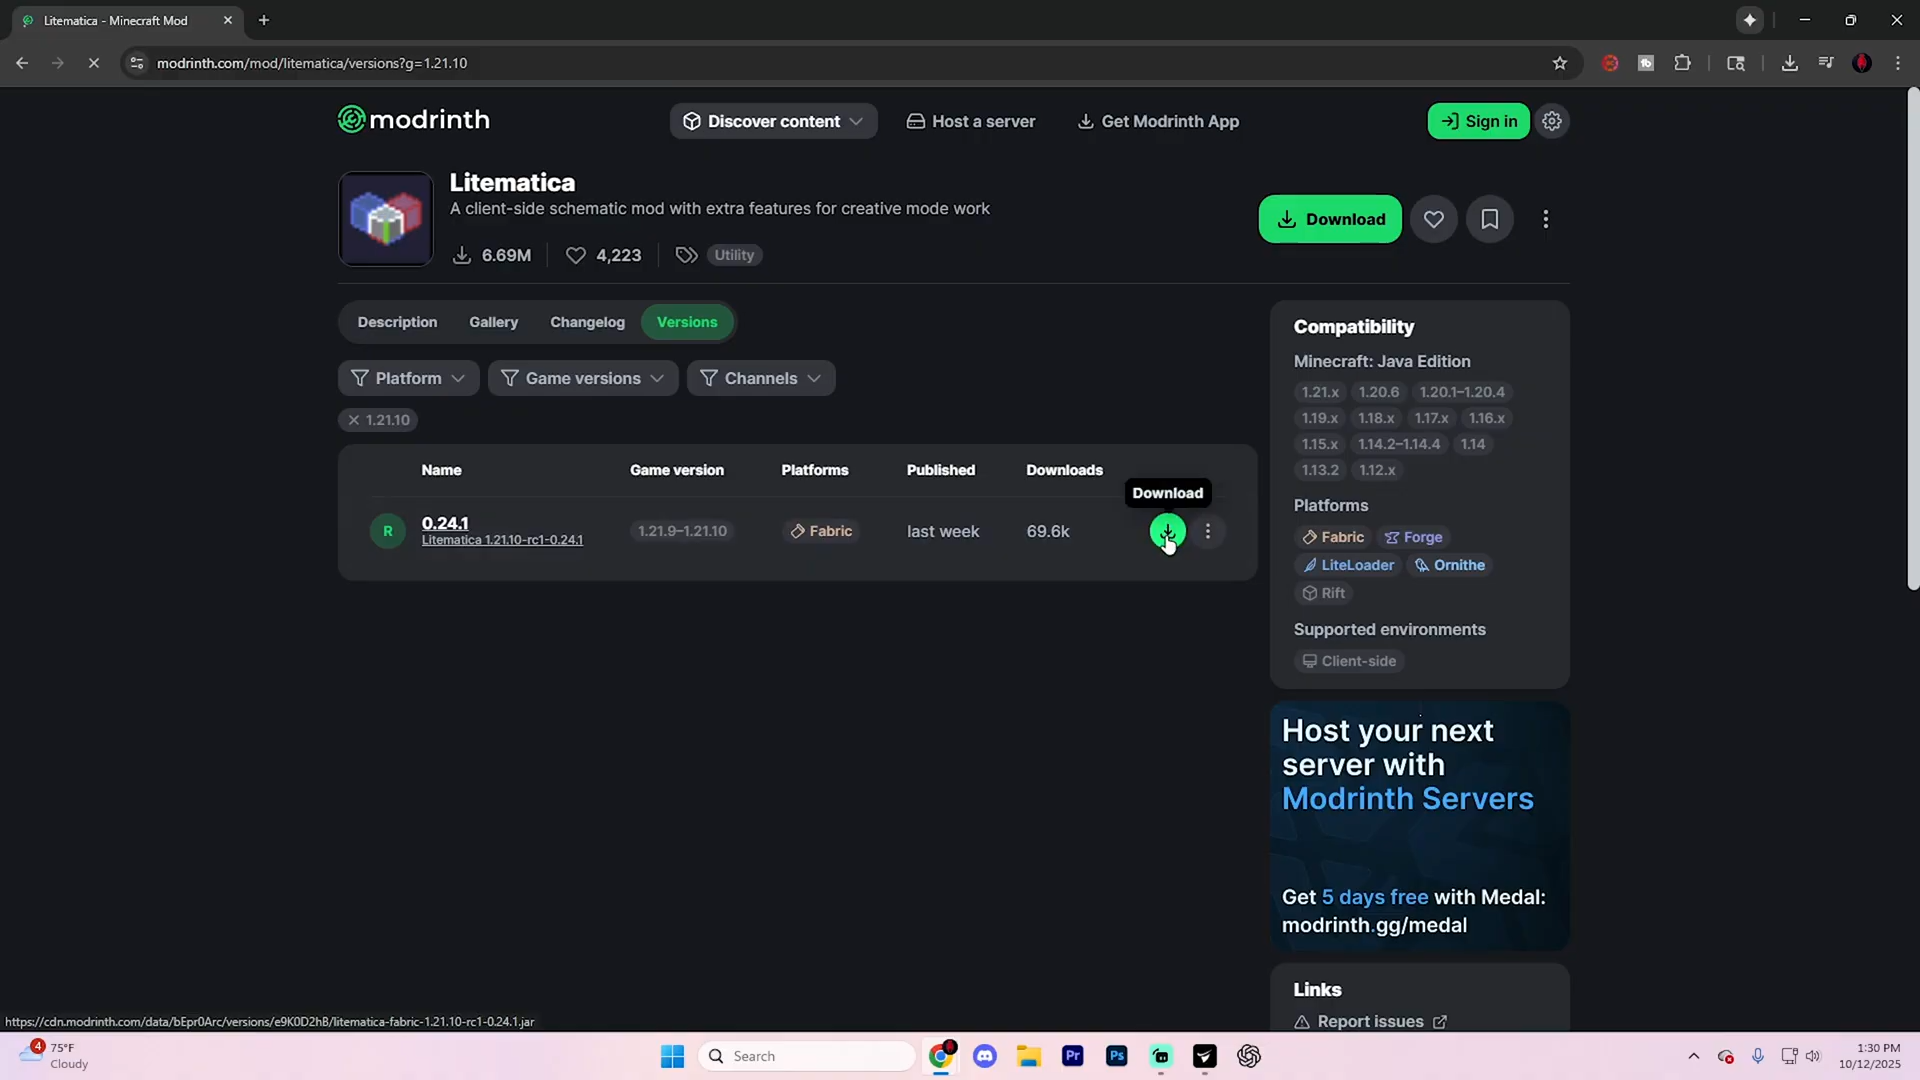 Litematica - Minecraft Mod
modrinth.com/mod/litematica/versions?g=1.21.10
modrinth
Discover content
Host a server
Get Modrinth App
Sign in
Litematica
A client-side schematic mod with extra features for creative mode work
6.69M
4,223
Utility
Download
Description
Gallery
Changelog
Versions
Platform
Game versions
Channels
1.21.10
Name
Game version
Platforms
Published
Downloads
Download
R
0.24.1
Litematica 1.21.10-rc1-0.24.1
1.21.9–1.21.10
Fabric
last week
69.6k
Compatibility
Minecraft: Java Edition
1.21.x 1.20.6 1.20.1–1.20.4
1.19.x 1.18.x 1.17.x 1.16.x
1.15.x 1.14.2–1.14.4 1.14
1.13.2 1.12.x
Platforms
Fabric Forge
LiteLoader Ornithe
Rift
Supported environments
Client-side
Host your next
server with
Modrinth Servers
Get 5 days free with Medal:
modrinth.gg/medal
Links
Report issues
https://cdn.modrinth.com/data/bEpr0Arc/versions/e9K0D2hB/litematica-fabric-1.21.10-rc1-0.24.1.jar
4
75°F
Cloudy
Search
Pr
Ps
1:30 PM
10/12/2025